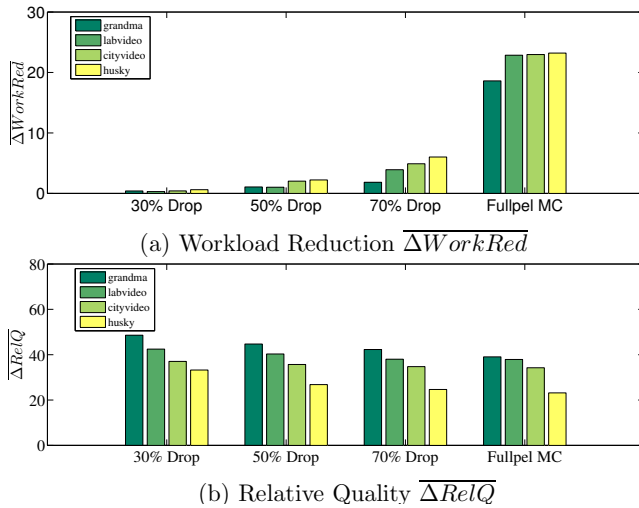 30
20
10
0
ΔWorkRed
grandma
labvideo
cityvideo
husky
30% Drop 50% Drop 70% Drop Fullpel MC
(a) Workload Reduction ΔWorkRed
80
60
40
20
0
ΔRelQ
grandma
labvideo
cityvideo
husky
30% Drop 50% Drop 70% Drop Fullpel MC
(b) Relative Quality ΔRelQ